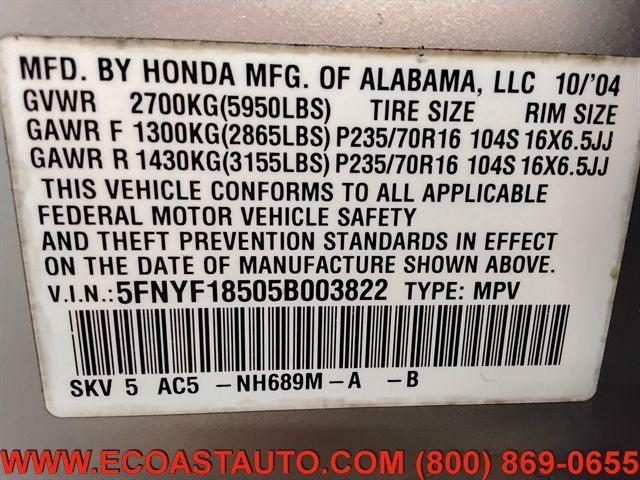 MFD. BY HONDA MFG. OF ALABAMA, LLC 10/'04
GVWR 2700KG(5950LBS) TIRE SIZE RIM SIZE
GAWR F 1300KG(2865LBS) P235/70R16 104S 16X6.5JJ
GAWR R 1430KG(3155LBS) P235/70R16 104S 16X6.5JJ
THIS VEHICLE CONFORMS TO ALL APPLICABLE
FEDERAL MOTOR VEHICLE SAFETY
AND THEFT PREVENTION STANDARDS IN EFFECT
ON THE DATE OF MANUFACTURE SHOWN ABOVE.
V.I.N.:5FNYF18505B003822 TYPE: MPV
SKV 5 AC5 -NH689M-A -B
WWW.ECOASTAUTO.COM (800) 869-0655